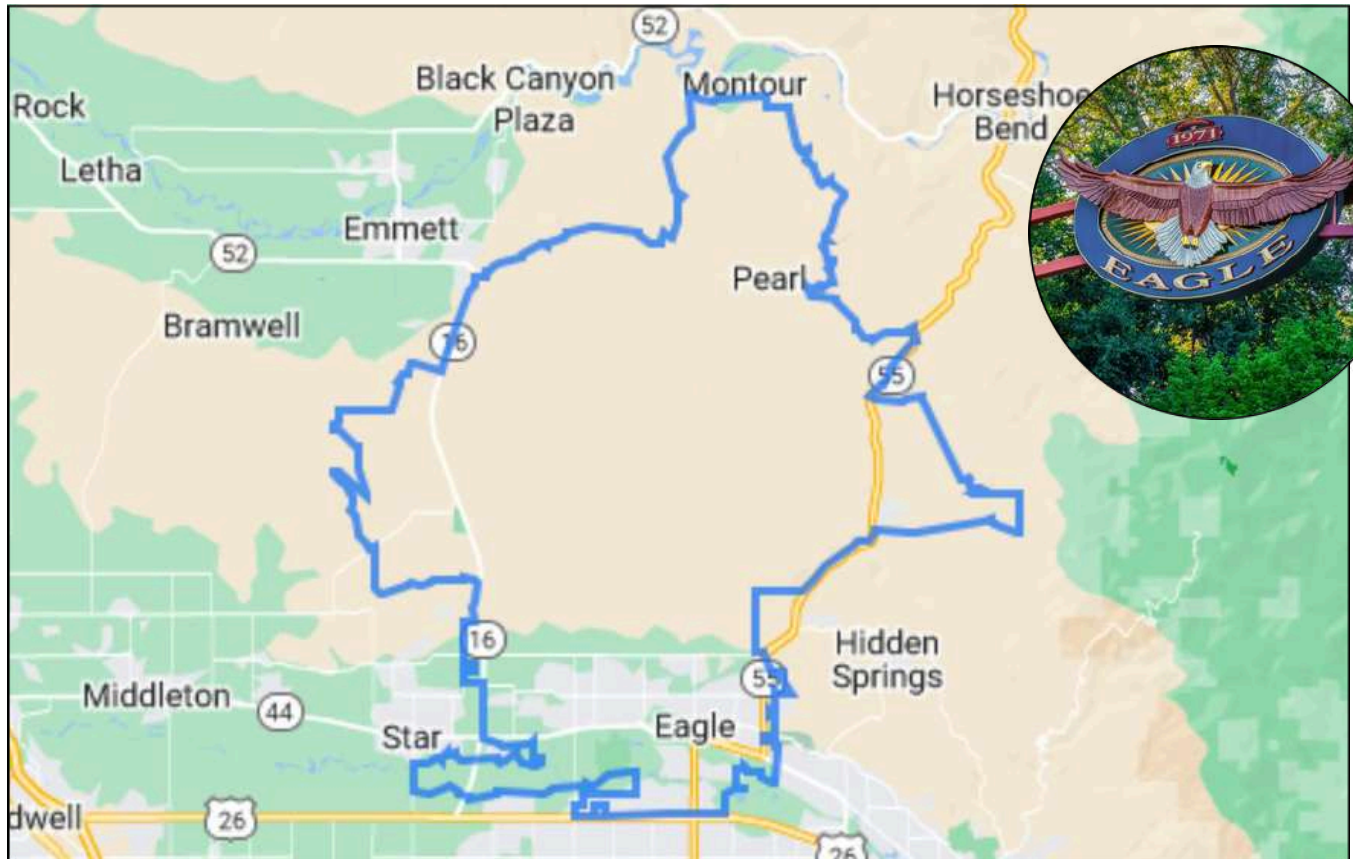 52
Black Canyon
Plaza
Montour
Horseshoe
Bend
Rock
Letha
1971
EAGLE
Emmett
52
Pearl
Bramwell
16
55
16
Hidden
Springs
Middleton
44
Star
Eagle
55
dwell
26
26